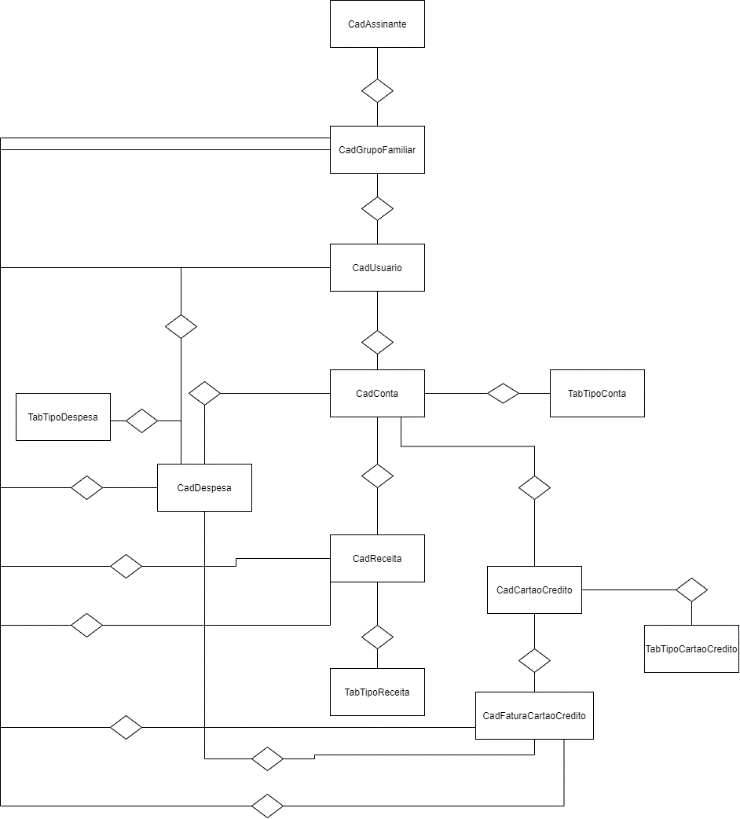 CadAssinante
CadGrupoFamiliar
CadUsuario
CadConta
TabTipoConta
TabTipoDespesa
CadDespesa
CadReceita
CadCartaoCredito
TabTipoCartaoCredito
TabTipoReceita
CadFaturaCartaoCredito